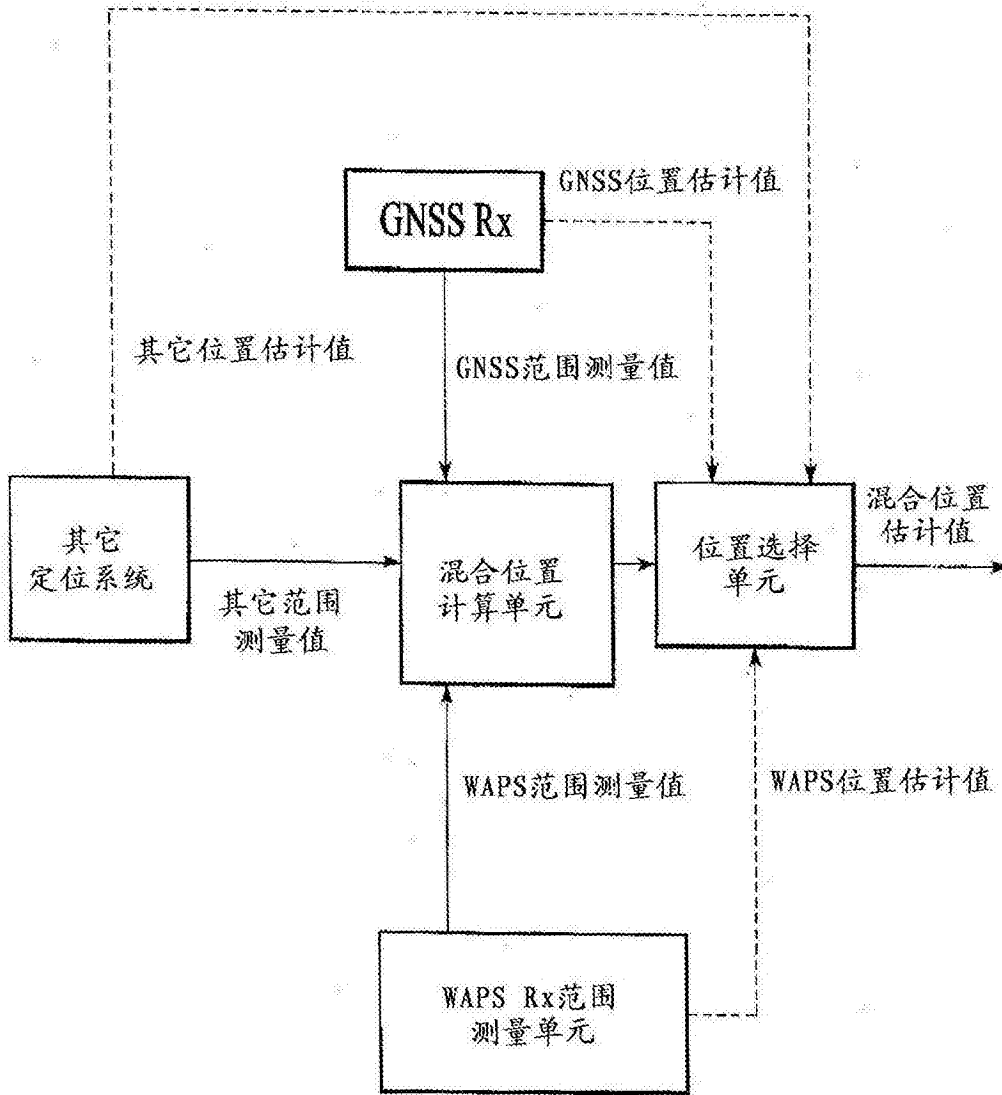 GNSS位置估计值
GNSS Rx
其它位置估计值
GNSS范围测量值
混合位置
估计值
其它
定位系统
混合位置
计算单元
位置选择
单元
其它范围
测量值
WAPS范围测量值
WAPS位置估计值
WAPS Rx范围
测量单元